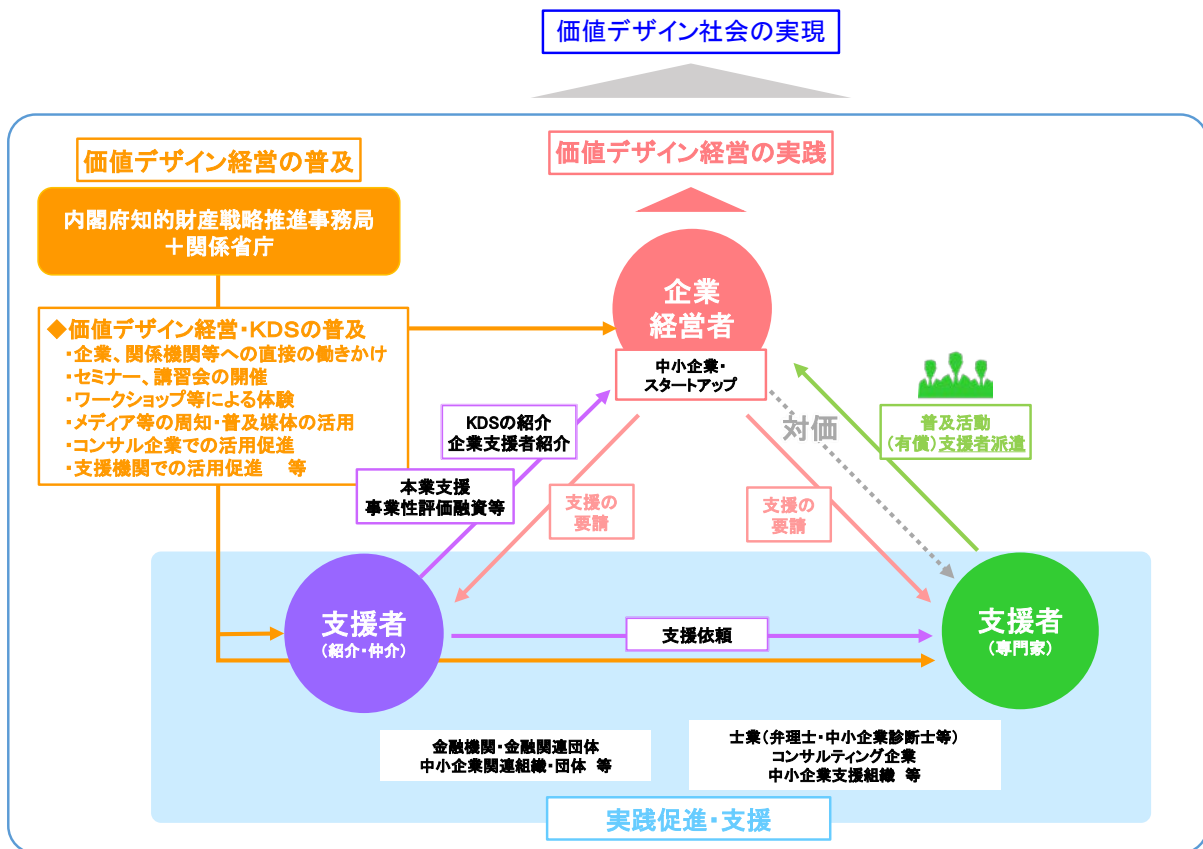 価値デザイン社会の実現
価値デザイン経営の普及
価値デザイン経営の実践
内閣府知的財産戦略推進事務局
＋関係省庁
◆価値デザイン経営・KDSの普及
・企業、関係機関等への直接の働きかけ
・セミナー、講習会の開催
・ワークショップ等による体験
・メディア等の周知・普及媒体の活用
・コンサル企業での活用促進
・支援機関での活用促進　等
企業
経営者
中小企業・
スタートアップ
KDSの紹介
企業支援者紹介
本業支援
事業性評価融資等
支援の
要請
支援の
要請
対価
普及活動
（有償）支援者派遣
支援者
（紹介・仲介）
支援依頼
支援者
（専門家）
金融機関・金融関連団体
中小企業関連組織・団体　等
士業（弁理士・中小企業診断士等）
コンサルティング企業
中小企業支援組織　等
実践促進・支援